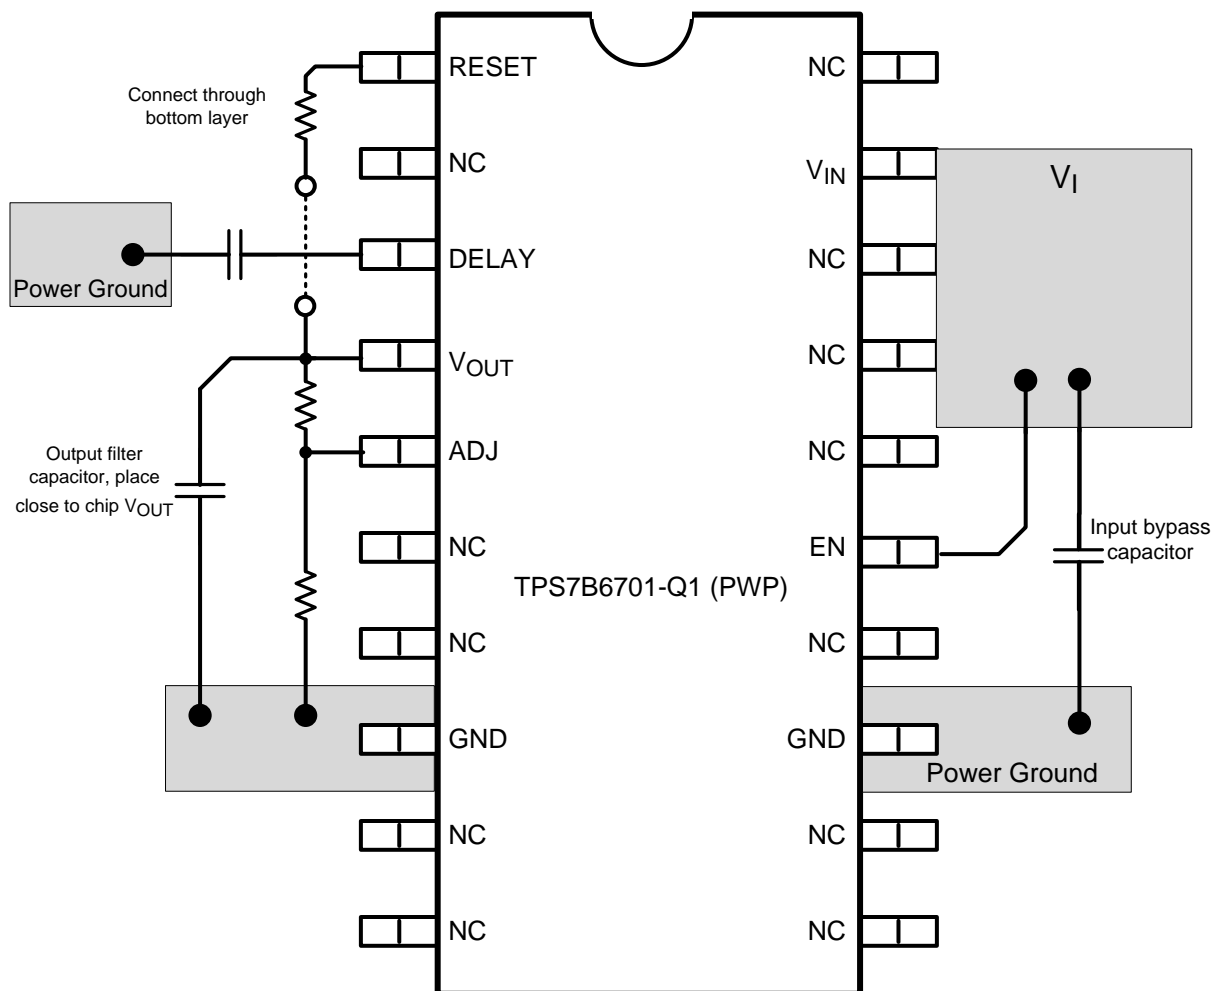 RESET
NC
Connect through
bottom layer
NC
V_IN
V_I
DELAY
NC
Power Ground
V_OUT
NC
Output filter
capacitor, place
close to chip V_OUT
ADJ
NC
NC
EN
Input bypass
capacitor
TPS7B6701-Q1 (PWP)
NC
NC
GND
GND
Power Ground
NC
NC
NC
NC